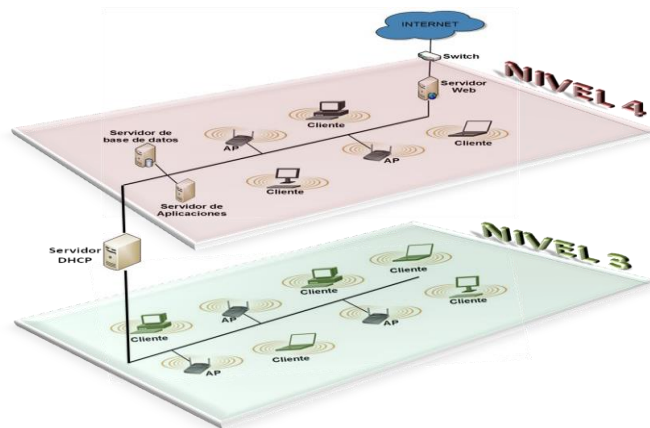 INTERNET
Switch
Servidor
Web
NIVEL 4
Cliente
Servidor de
base de datos
AP
AP
Cliente
Cliente
Servidor de
Aplicaciones
Servidor
DHCP
NIVEL 3
Cliente
Cliente
Cliente
AP
Cliente
AP
Cliente
AP